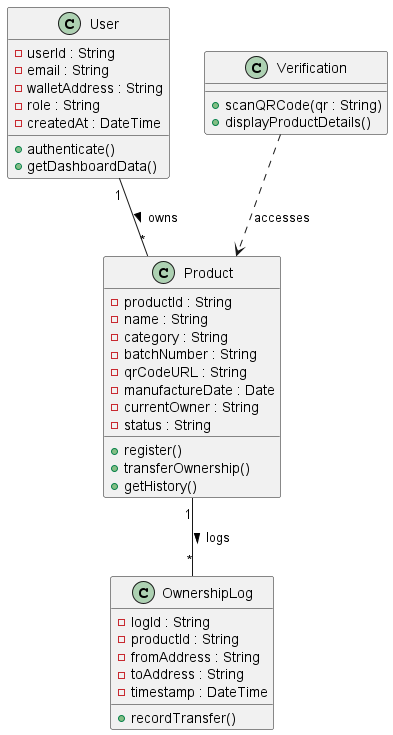 C User
userId : String
email : String
walletAddress : String
role : String
createdAt : DateTime
authenticate()
getDashboardData()
C Verification
scanQRCode(qr : String)
displayProductDetails()
1
owns
*
accesses
C Product
productId : String
name : String
category : String
batchNumber : String
qrCodeURL : String
manufactureDate : Date
currentOwner : String
status : String
register()
transferOwnership()
getHistory()
1
logs
*
C OwnershipLog
logId : String
productId : String
fromAddress : String
toAddress : String
timestamp : DateTime
recordTransfer()